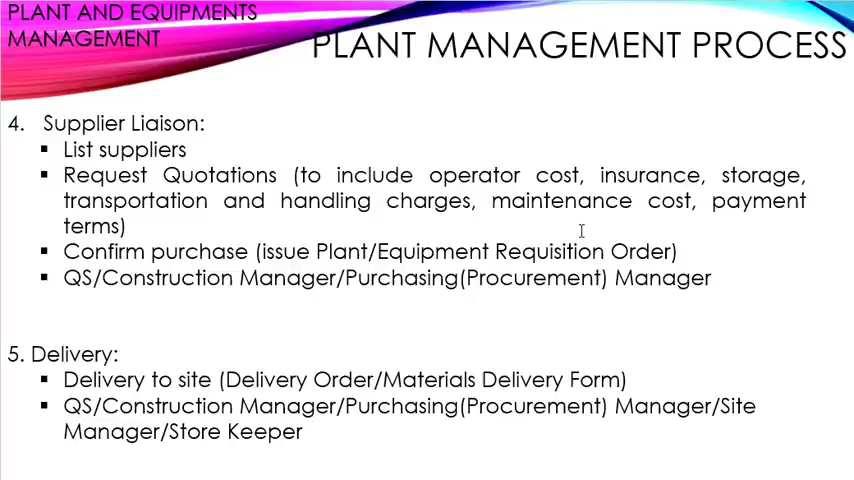 PLANT AND EQUIPMENTS
MANAGEMENT
PLANT MANAGEMENT PROCESS
4. Supplier Liaison:
▪ List suppliers
▪ Request Quotations (to include operator cost, insurance, storage,
transportation and handling charges, maintenance cost, payment
terms)
▪ Confirm purchase (issue Plant/Equipment Requisition Order)
▪ QS/Construction Manager/Purchasing(Procurement) Manager
5. Delivery:
▪ Delivery to site (Delivery Order/Materials Delivery Form)
▪ QS/Construction Manager/Purchasing(Procurement) Manager/Site
Manager/Store Keeper